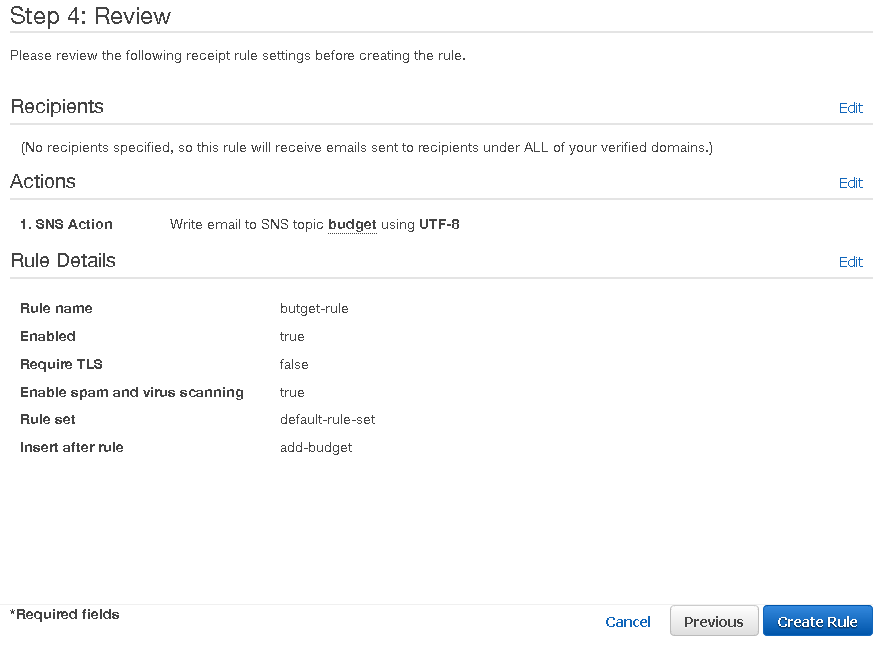 Step 4: Review
Please review the following receipt rule settings before creating the rule.
Recipients Edit
(No recipients specified, so this rule will receive emails sent to recipients under ALL of your verified domains.)
Actions Edit
1. SNS Action Write email to SNS topic budget using UTF-8
Rule Details Edit
Rule name butget-rule
Enabled true
Require TLS false
Enable spam and virus scanning true
Rule set default-rule-set
Insert after rule add-budget
*Required fields Cancel Previous Create Rule